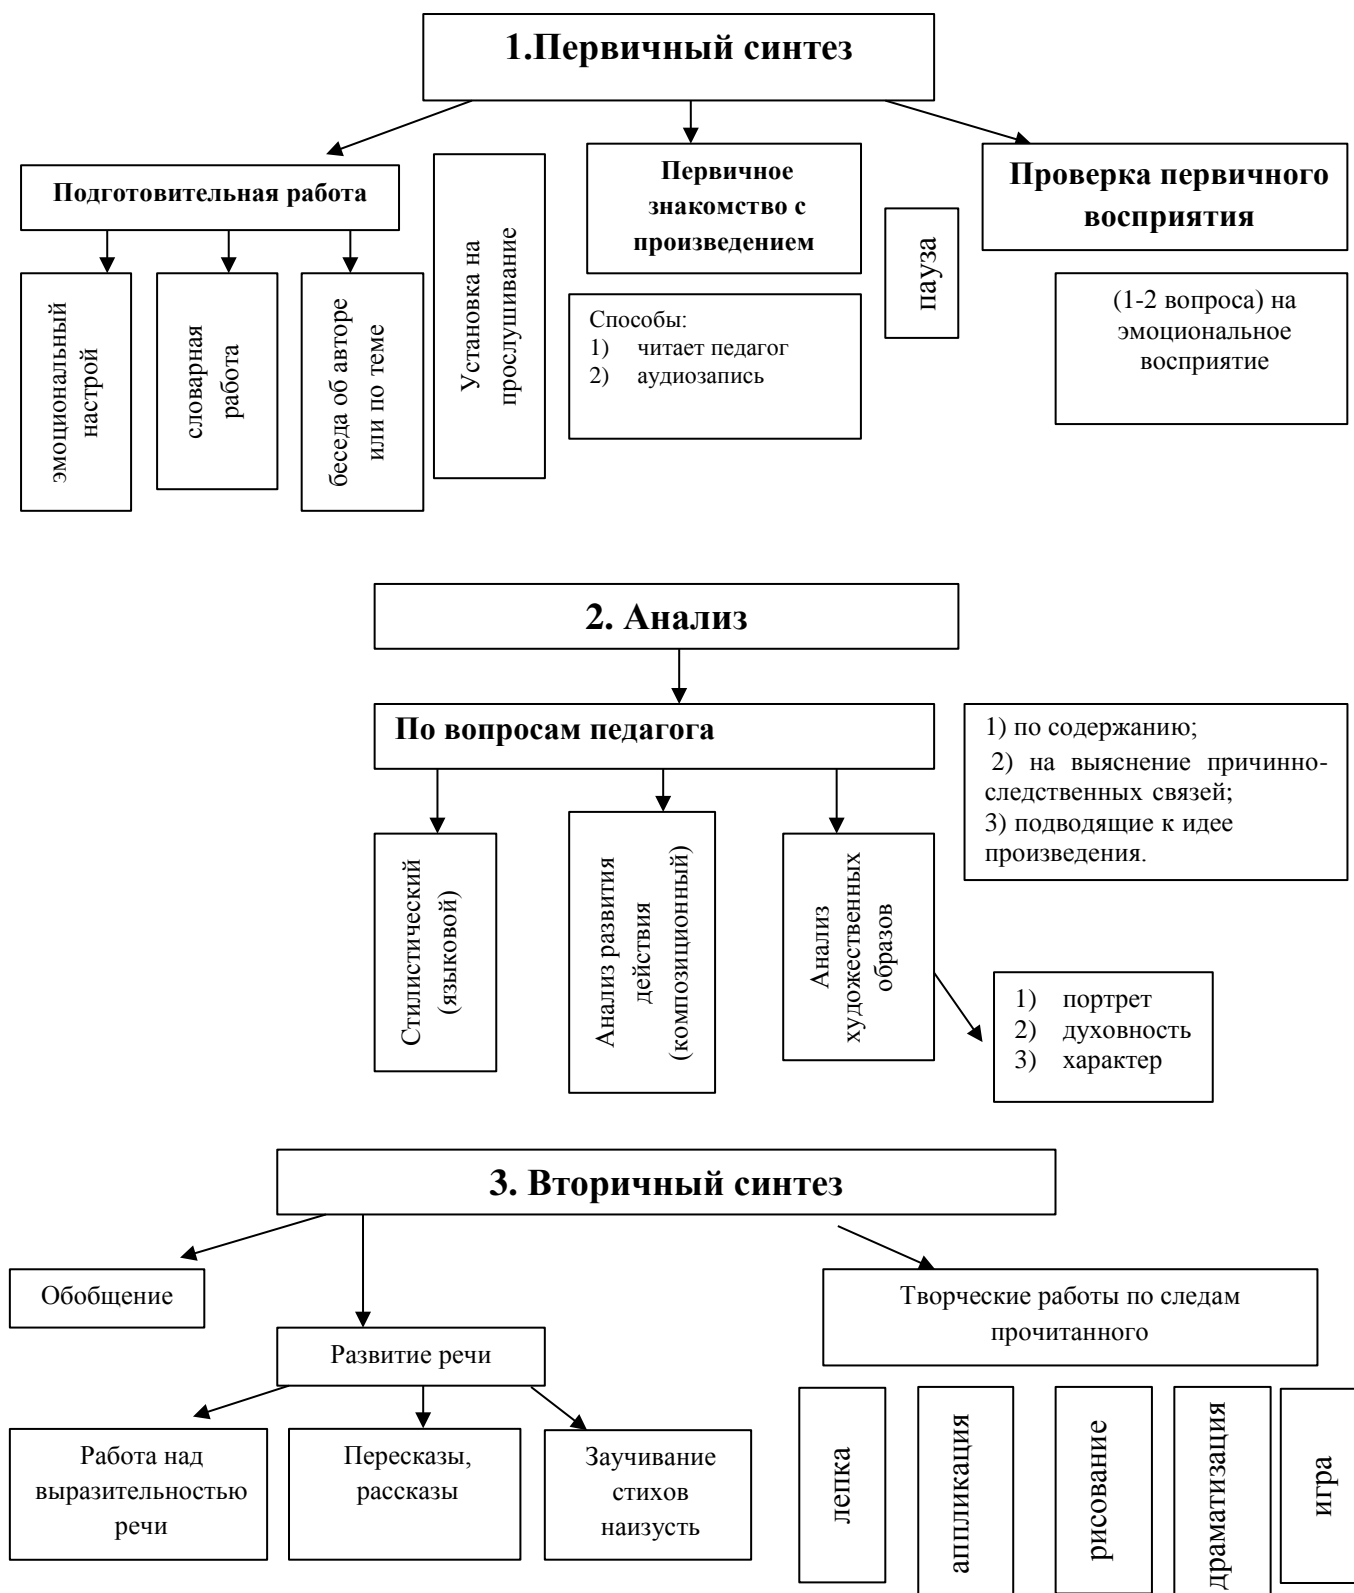 1.Первичный синтез
Подготовительная работа
эмоциональный
настрой
словарная
работа
беседа об авторе
или по теме
Установка на
прослушивание
Первичное
знакомство с
произведением
Способы:
1) читает педагог
2) аудиозапись
пауза
Проверка первичного
восприятия
(1-2 вопроса) на
эмоциональное
восприятие
2. Анализ
По вопросам педагога
1) по содержанию;
2) на выяснение причинно-
следственных связей;
3) подводящие к идее
произведения.
Стилистический
(языковой)
Анализ развития
действия
(композиционный)
Анализ
художественных
образов
1) портрет
2) духовность
3) характер
3. Вторичный синтез
Обобщение
Развитие речи
Творческие работы по следам
прочитанного
Работа над
выразительностью
речи
Пересказы,
рассказы
Заучивание
стихов
наизусть
лепка
аппликация
рисование
драматизация
игра